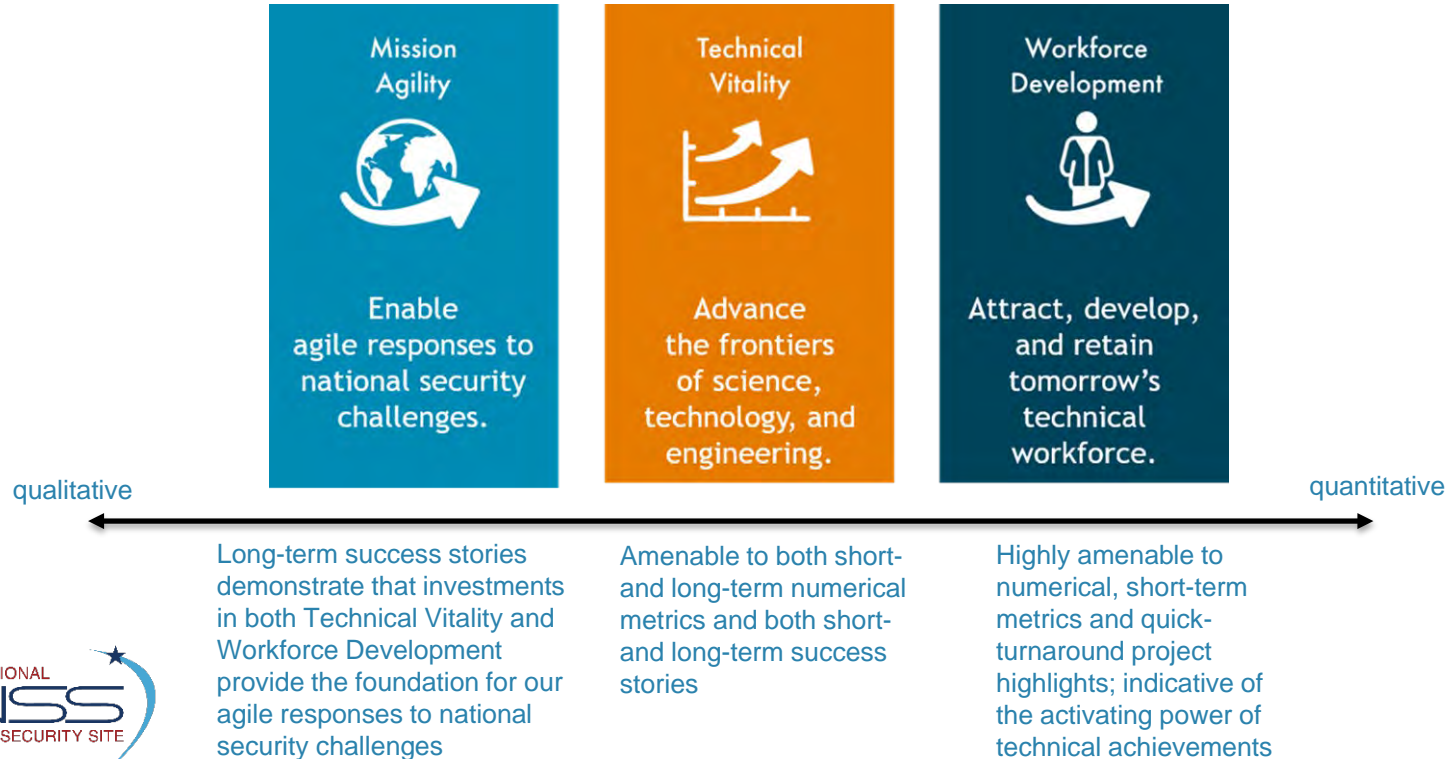 Mission
Agility
Enable
agile responses to
national security
challenges.
Technical
Vitality
Advance
the frontiers
of science,
technology, and
engineering.
Workforce
Development
Attract, develop,
and retain
tomorrow's
technical
workforce.
qualitative
quantitative
Long-term success stories
demonstrate that investments
in both Technical Vitality and
Workforce Development
provide the foundation for our
agile responses to national
security challenges
Amenable to both short-
and long-term numerical
metrics and both short-
and long-term success
stories
Highly amenable to
numerical, short-term
metrics and quick-
turnaround project
highlights; indicative of
the activating power of
technical achievements
IONAL
NSS
SECURITY SITE